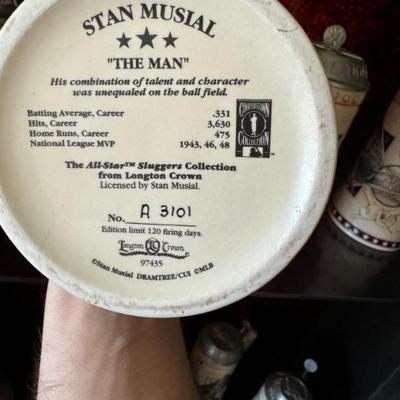 STAN MUSIAL
"THE MAN"
His combination of talent and character
was unequaled on the ball field.
Batting Average, Career .331
Hits, Career 3,630
Home Runs, Career 475
National League MVP 1943, 46, 48
COOPERSTOWN
COLLECTION
The All-Star™ Sluggers Collection
from Longton Crown
Licensed by Stan Musial.
No. A 3101
Edition limit 120 firing days.
Longton LC Crown
97435
©Stan Musial DRAMTREE/CUI ©MLB